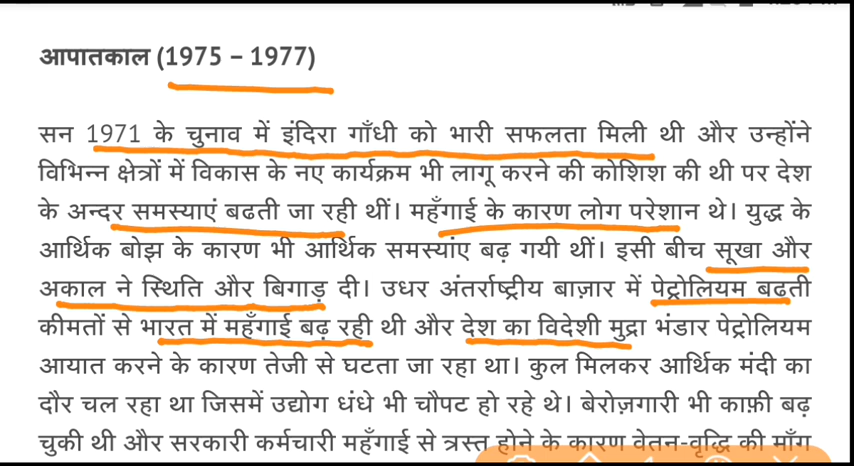 आपातकाल (1975 – 1977)
सन 1971 के चुनाव में इंदिरा गाँधी को भारी सफलता मिली थी और उन्होंने
विभिन्न क्षेत्रों में विकास के नए कार्यक्रम भी लागू करने की कोशिश की थी पर देश
के अन्दर समस्याएं बढती जा रही थीं। महँगाई के कारण लोग परेशान थे। युद्ध के
आर्थिक बोझ के कारण भी आर्थिक समस्यांए बढ़ गयी थीं। इसी बीच सूखा और
अकाल ने स्थिति और बिगाड़ दी। उधर अंतर्राष्ट्रीय बाज़ार में पेट्रोलियम बढती
कीमतों से भारत में महँगाई बढ़ रही थी और देश का विदेशी मुद्रा भंडार पेट्रोलियम
आयात करने के कारण तेजी से घटता जा रहा था। कुल मिलकर आर्थिक मंदी का
दौर चल रहा था जिसमें उद्योग धंधे भी चौपट हो रहे थे। बेरोज़गारी भी काफ़ी बढ़
चुकी थी और सरकारी कर्मचारी महँगाई से त्रस्त होने के कारण वेतन-वृद्धि की माँग